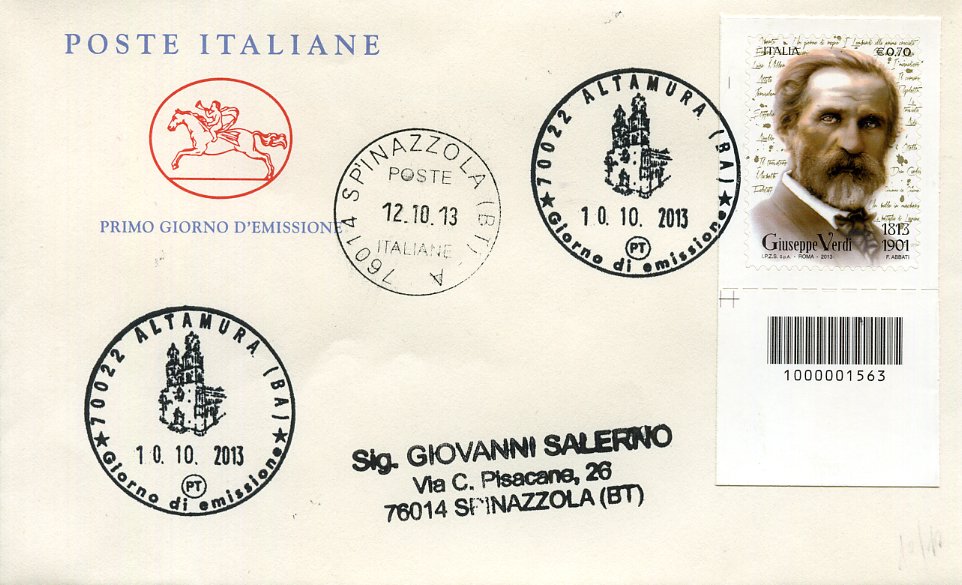 POSTE ITALIANE
PRIMO GIORNO D'EMISSIONE
76014 SPINAZZOLA (BT) - A
POSTE
12.10.13
ITALIANE
70022 ALTAMURA (BA)
10.10.2013
PT
★Giorno di emissione★
ITALIA €0,70
Giuseppe Verdi
1813
1901
I.P.Z.S. S.p.A. - ROMA - 2013 F. ABBATI
1000001563
70022 ALTAMURA (BA)
10.10.2013
PT
★Giorno di emissione★
Sig. GIOVANNI SALERNO
Via C. Pisacane, 26
76014 SPINAZZOLA (BT)